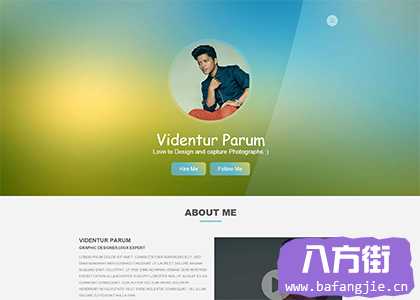 Videntur Parum
Love to Design and capture Photographs :)
Hire Me
Follow Me
ABOUT ME
VIDENTUR PARUM
GRAPHIC DESIGNER, UI/UX EXPERT
LOREM IPSUM DOLOR SIT AMET, CONSECTETUER ADIPISCING ELIT, SED
DIAM NONUMMY NIBH EUISMOD TINCIDUNT UT LAOREET DOLORE MAGNA
ALIQUAM ERAT VOLUTPAT. UT WISI ENIM AD MINIM VENIAM, QUIS NOSTRUD
EXERCI TATION ULLAMCORPER SUSCIPIT LOBORTIS NISL UT ALIQUIP EX EA
COMMODO CONSEQUAT. DUIS AUTEM VEL EUM IRIURE DOLOR IN
HENDRERIT IN VULPUTATE VELIT ESSE MOLESTIE CONSEQUAT, VEL ILLUM
DOLORE EU FEUGIAT NULLA
八方街
www.bafangjie.cn